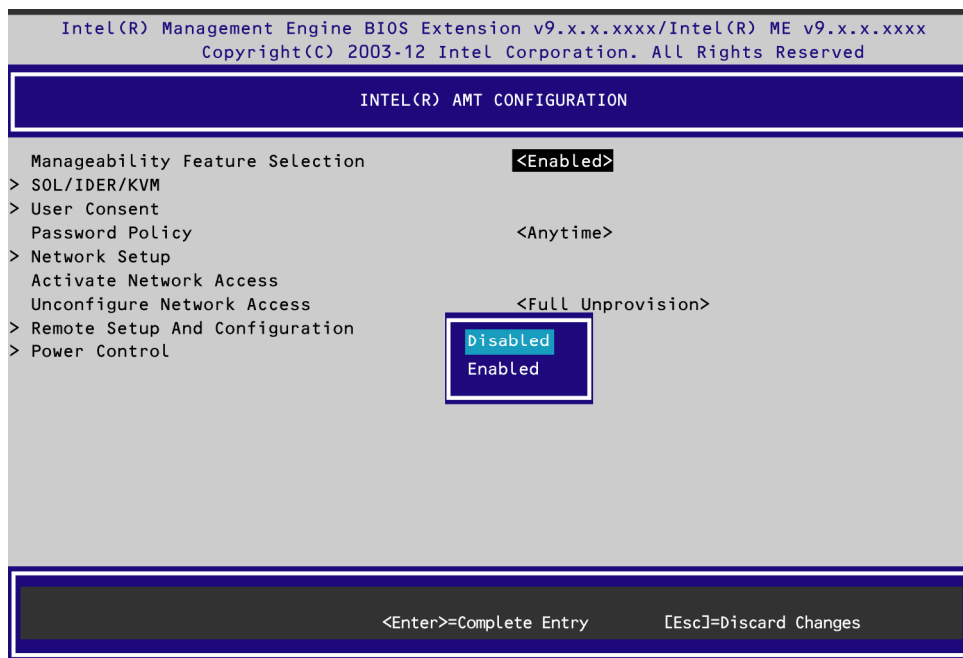 Intel(R) Management Engine BIOS Extension v9.x.x.xxxx/Intel(R) ME v9.x.x.xxxx
Copyright(C) 2003-12 Intel Corporation. All Rights Reserved
INTEL(R) AMT CONFIGURATION
Manageability Feature Selection <Enabled>
> SOL/IDER/KVM
> User Consent
Password Policy <Anytime>
> Network Setup
Activate Network Access
Unconfigure Network Access <Full Unprovision>
> Remote Setup And Configuration
> Power Control
Disabled
Enabled
<Enter>=Complete Entry [Esc]=Discard Changes